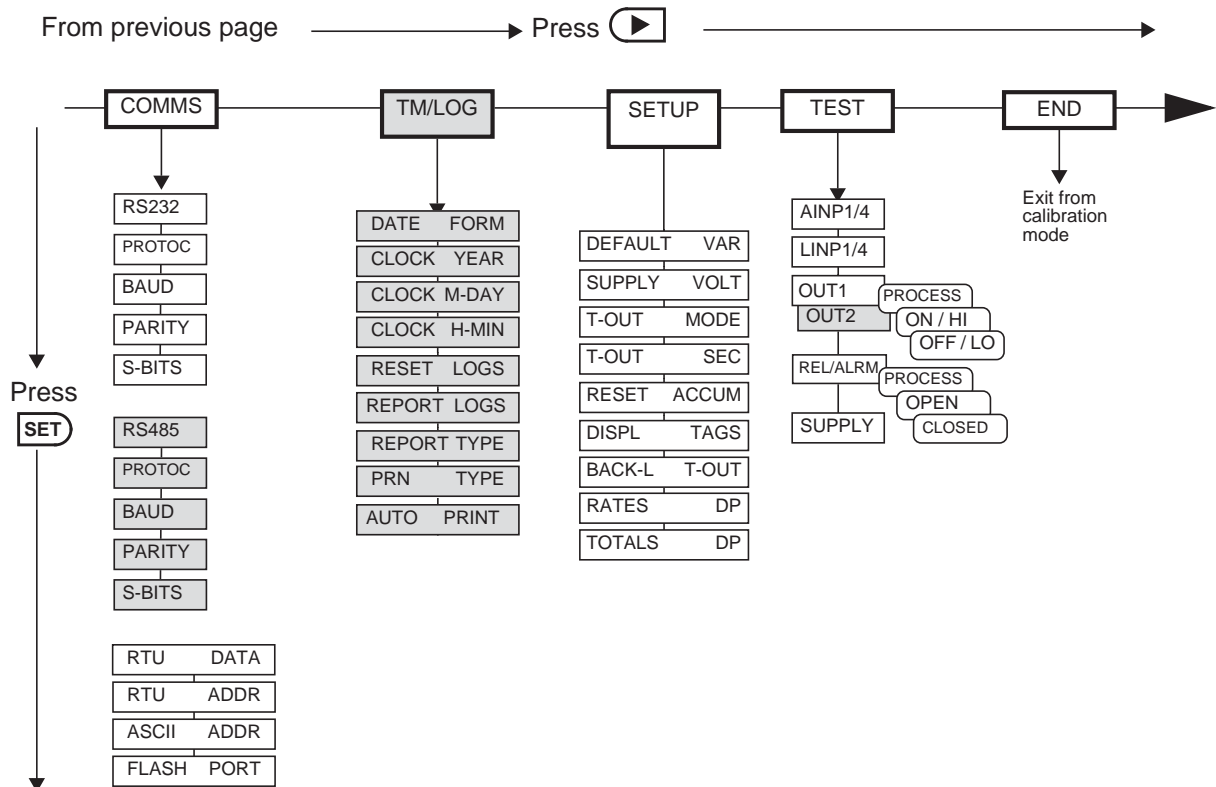 From previous page
Press
COMMS
TM/LOG
SETUP
TEST
END
RS232
PROTOC
BAUD
PARITY
S-BITS
RS485
PROTOC
BAUD
PARITY
S-BITS
RTU DATA
RTU ADDR
ASCII ADDR
FLASH PORT
DATE FORM
CLOCK YEAR
CLOCK M-DAY
CLOCK H-MIN
RESET LOGS
REPORT LOGS
REPORT TYPE
PRN TYPE
AUTO PRINT
DEFAULT VAR
SUPPLY VOLT
T-OUT MODE
T-OUT SEC
RESET ACCUM
DISPL TAGS
BACK-L T-OUT
RATES DP
TOTALS DP
AINP1/4
LINP1/4
OUT1
OUT2
PROCESS
ON / HI
OFF / LO
REL/ALRM
PROCESS
OPEN
CLOSED
SUPPLY
Exit from
calibration
mode
Press
SET